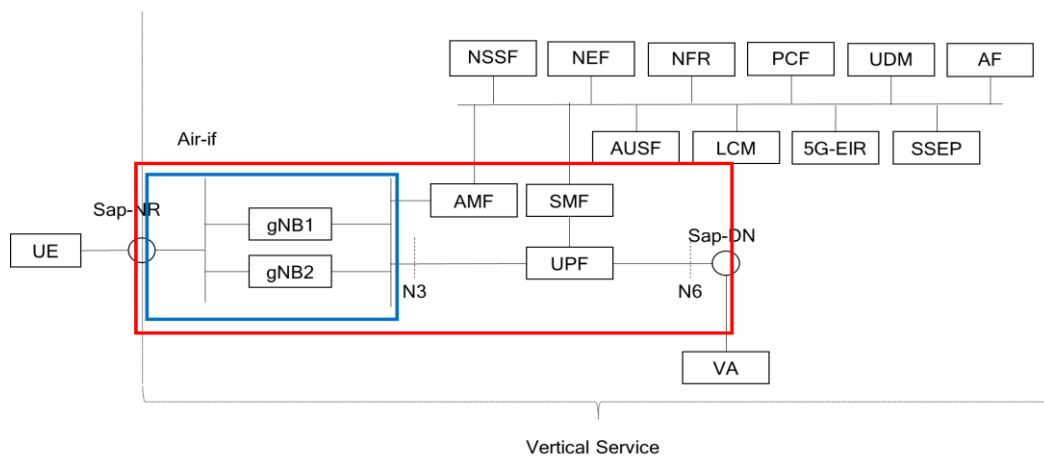 NSSF
NEF
NFR
PCF
UDM
AF
AUSF
LCM
5G-EIR
SSEP
Air-if
Sap-NR
AMF
SMF
UE
gNB1
gNB2
Sap-DN
UPF
N3
N6
VA
Vertical Service